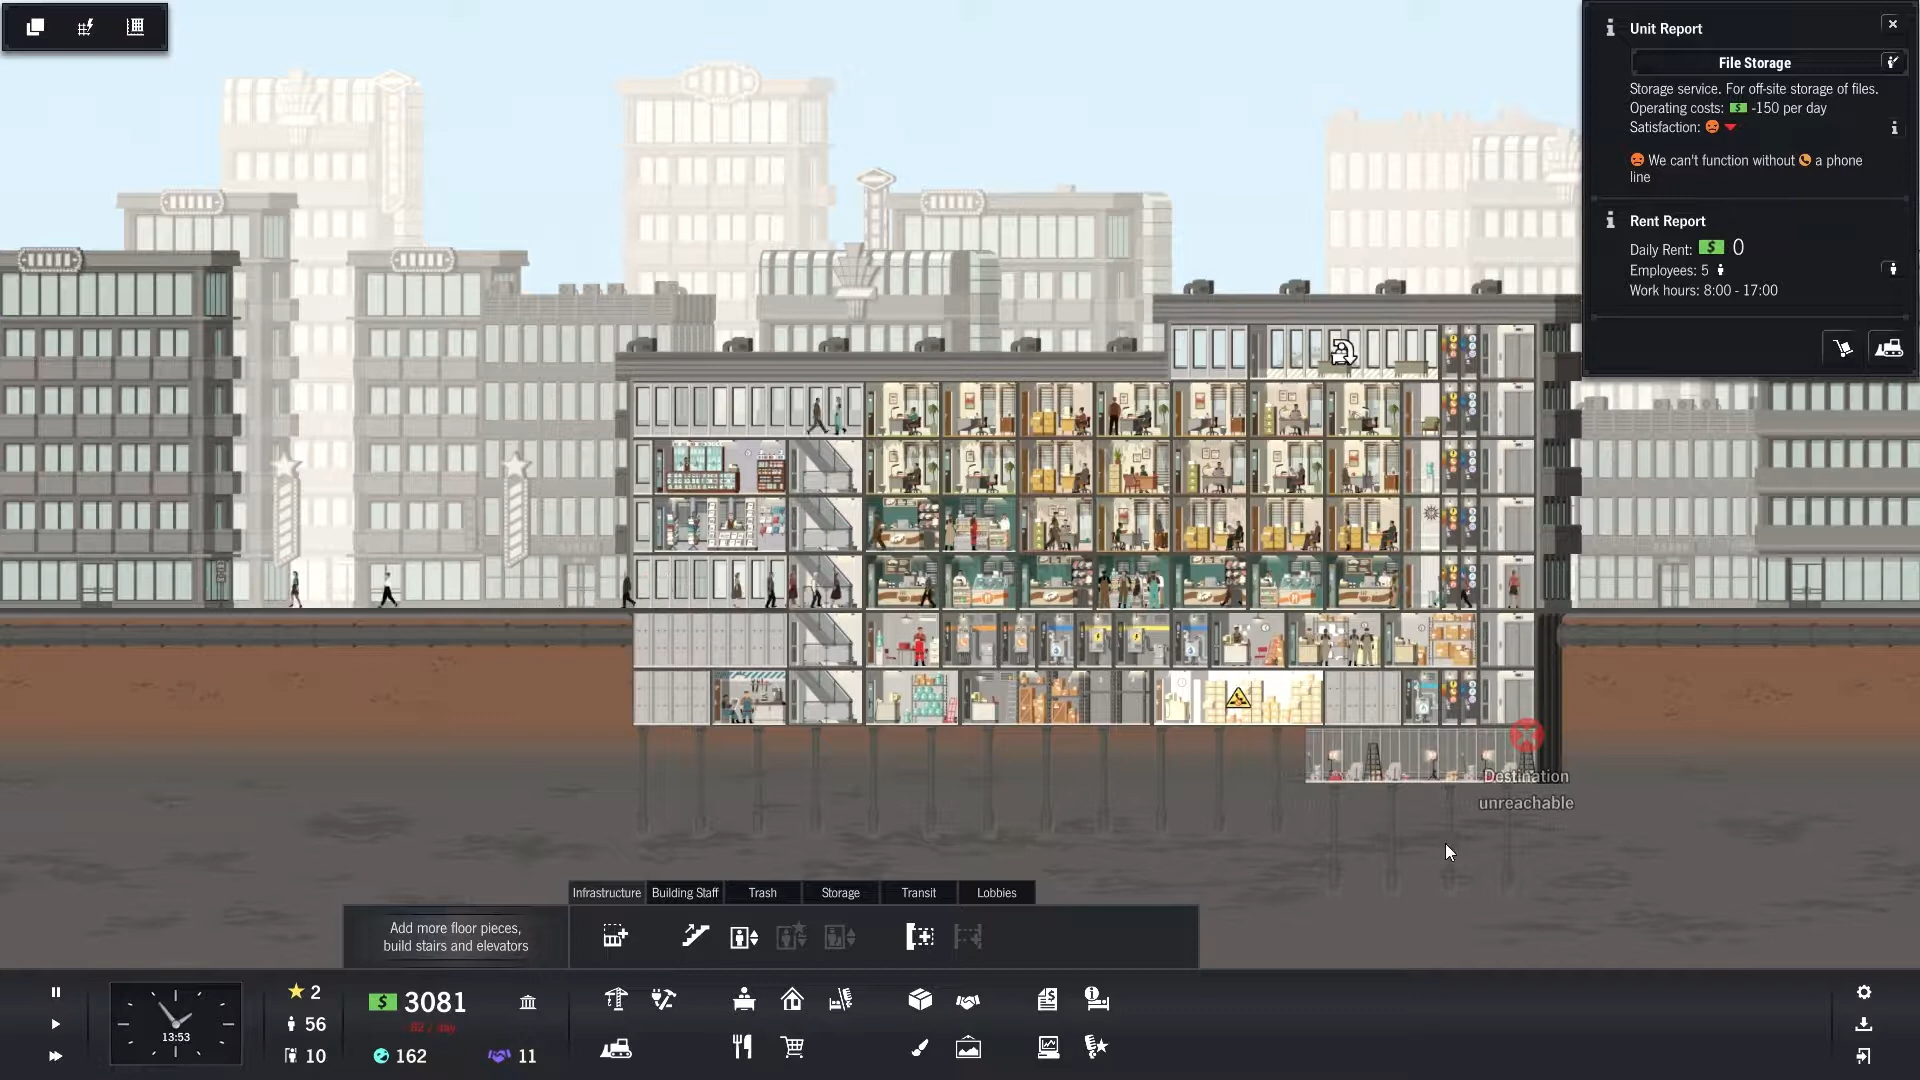 Unit Report
File Storage
Storage service. For off-site storage of files.
Operating costs: $ -150 per day
Satisfaction:
We can't function without a phone
line
Rent Report
Daily Rent: $ 0
Employees: 5
Work hours: 8:00 - 17:00
Destination
unreachable
Infrastructure
Building Staff
Trash
Storage
Transit
Lobbies
Add more floor pieces,
build stairs and elevators
13:53
2
56
10
$ 3081
-82 / day
162
11